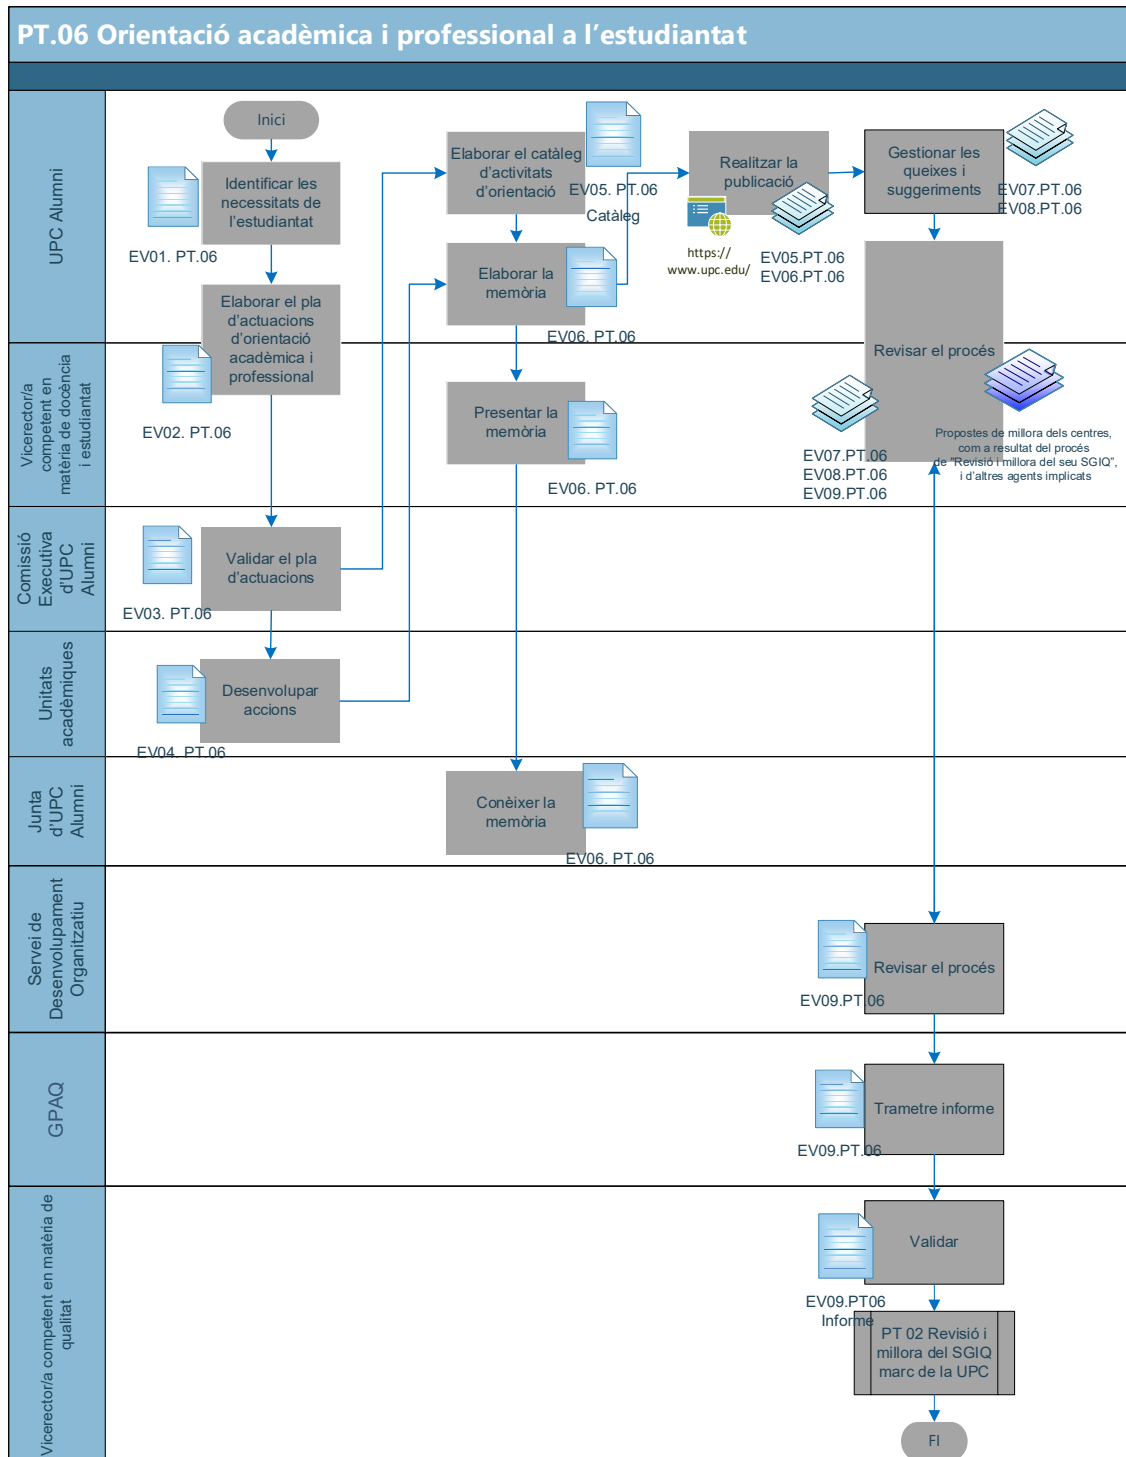 PT.06 Orientació acadèmica i professional a l’estudiantat
UPC Alumni
Inici
Identificar les
necessitats de
l’estudiantat
EV01. PT.06
Elaborar el pla
d’actuacions
d’orientació
acadèmica i
professional
EV02. PT.06
Elaborar el catàleg
d’activitats
d’orientació
EV05. PT.06
Catàleg
Elaborar la
memòria
EV06. PT.06
Realitzar la
publicació
https://
www.upc.edu/
EV05.PT.06
EV06.PT.06
Gestionar les
queixes i
suggeriments
EV07.PT.06
EV08.PT.06
Revisar el procés
EV07.PT.06
EV08.PT.06
EV09.PT.06
Propostes de millora dels centres,
com a resultat del procés
de "Revisió i millora del seu SGIQ",
i d’altres agents implicats
Vicerector/a
competent en
matèria de docència
i estudiantat
Presentar la
memòria
EV06. PT.06
Comissió
Executiva
d’UPC
Alumni
Validar el pla
d’actuacions
EV03. PT.06
Unitats
acadèmiques
Desenvolupar
accions
EV04. PT.06
Junta
d’UPC
Alumni
Conèixer la
memòria
EV06. PT.06
Servei de
Desenvolupament
Organitzatiu
Revisar el procés
EV09.PT.06
GPAQ
Trametre informe
EV09.PT.06
Vicerector/a competent en matèria de
qualitat
Validar
EV09.PT06
Informe
PT 02 Revisió i
millora del SGIQ
marc de la UPC
FI